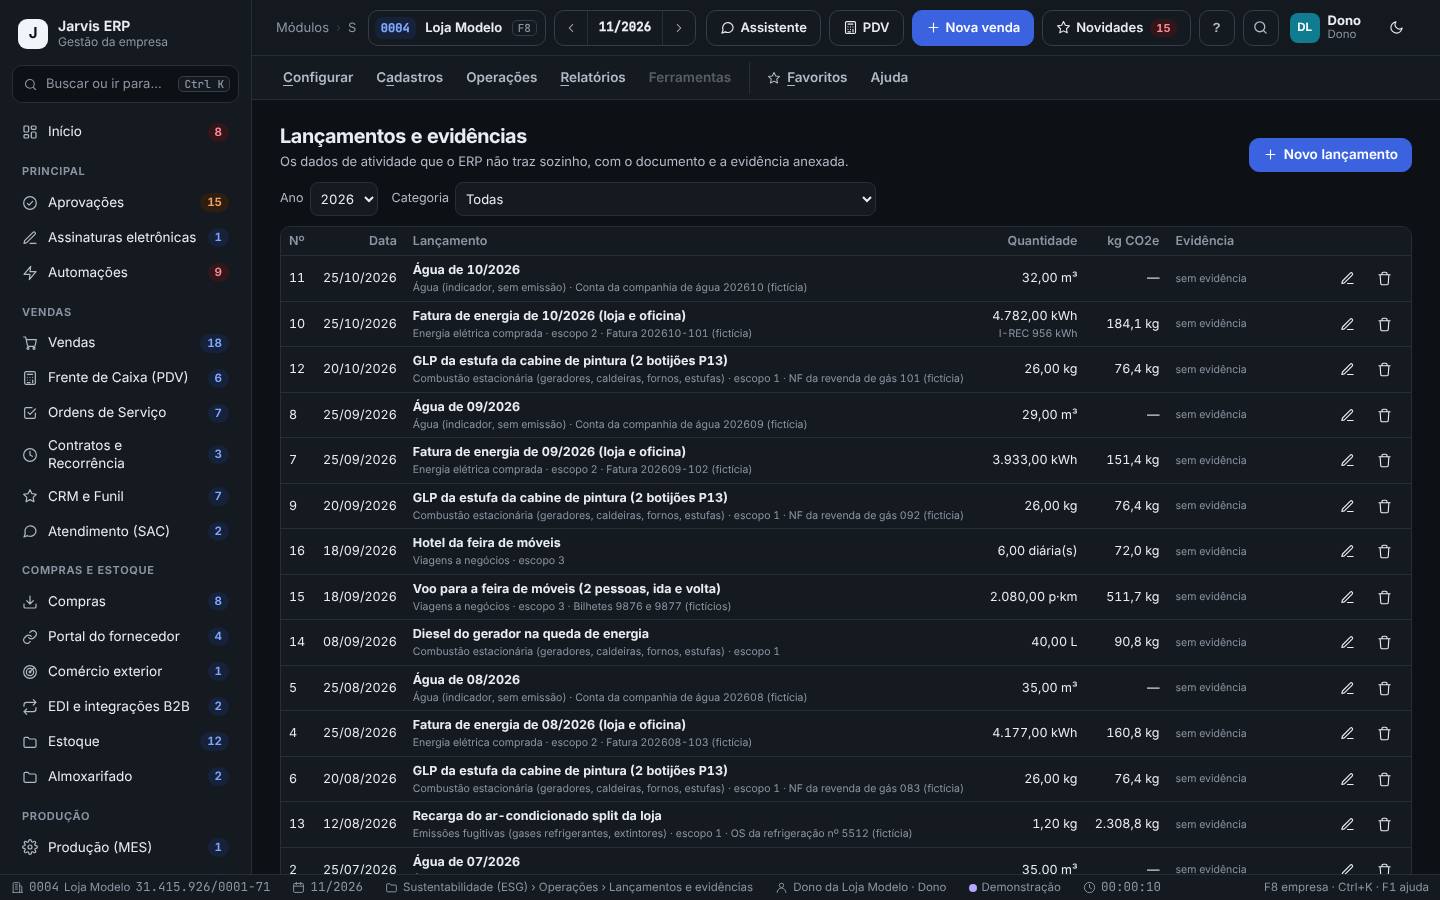 J
Jarvis ERP
Gestão da empresa
Buscar ou ir para... Ctrl K
Início 8
PRINCIPAL
Aprovações 15
Assinaturas eletrônicas 1
Automações 9
VENDAS
Vendas 18
Frente de Caixa (PDV) 6
Ordens de Serviço 7
Contratos e
Recorrência 3
CRM e Funil 7
Atendimento (SAC) 2
COMPRAS E ESTOQUE
Compras 8
Portal do fornecedor 4
Comércio exterior 1
EDI e integrações B2B 2
Estoque 12
Almoxarifado 2
PRODUÇÃO
Produção (MES) 1
Módulos › S 0004 Loja Modelo F8 ‹ 11/2026 › Assistente PDV + Nova venda Novidades 15 ? DL Dono
Dono
Configurar Cadastros Operações Relatórios Ferramentas Favoritos Ajuda
Lançamentos e evidências
Os dados de atividade que o ERP não traz sozinho, com o documento e a evidência anexada.
+ Novo lançamento
Ano 2026 Categoria Todas
Nº Data Lançamento Quantidade kg CO2e Evidência
11 25/10/2026 Água de 10/2026 32,00 m³ — sem evidência
Água (indicador, sem emissão) · Conta da companhia de água 202610 (fictícia)
10 25/10/2026 Fatura de energia de 10/2026 (loja e oficina) 4.782,00 kWh 184,1 kg sem evidência
Energia elétrica comprada · escopo 2 · Fatura 202610-101 (fictícia) I-REC 956 kWh
12 20/10/2026 GLP da estufa da cabine de pintura (2 botijões P13) 26,00 kg 76,4 kg sem evidência
Combustão estacionária (geradores, caldeiras, fornos, estufas) · escopo 1 · NF da revenda de gás 101 (fictícia)
8 25/09/2026 Água de 09/2026 29,00 m³ — sem evidência
Água (indicador, sem emissão) · Conta da companhia de água 202609 (fictícia)
7 25/09/2026 Fatura de energia de 09/2026 (loja e oficina) 3.933,00 kWh 151,4 kg sem evidência
Energia elétrica comprada · escopo 2 · Fatura 202609-102 (fictícia)
9 20/09/2026 GLP da estufa da cabine de pintura (2 botijões P13) 26,00 kg 76,4 kg sem evidência
Combustão estacionária (geradores, caldeiras, fornos, estufas) · escopo 1 · NF da revenda de gás 092 (fictícia)
16 18/09/2026 Hotel da feira de móveis 6,00 diária(s) 72,0 kg sem evidência
Viagens a negócios · escopo 3
15 18/09/2026 Voo para a feira de móveis (2 pessoas, ida e volta) 2.080,00 p·km 511,7 kg sem evidência
Viagens a negócios · escopo 3 · Bilhetes 9876 e 9877 (fictícios)
14 08/09/2026 Diesel do gerador na queda de energia 40,00 L 90,8 kg sem evidência
Combustão estacionária (geradores, caldeiras, fornos, estufas) · escopo 1
5 25/08/2026 Água de 08/2026 35,00 m³ — sem evidência
Água (indicador, sem emissão) · Conta da companhia de água 202608 (fictícia)
4 25/08/2026 Fatura de energia de 08/2026 (loja e oficina) 4.177,00 kWh 160,8 kg sem evidência
Energia elétrica comprada · escopo 2 · Fatura 202608-103 (fictícia)
6 20/08/2026 GLP da estufa da cabine de pintura (2 botijões P13) 26,00 kg 76,4 kg sem evidência
Combustão estacionária (geradores, caldeiras, fornos, estufas) · escopo 1 · NF da revenda de gás 083 (fictícia)
13 12/08/2026 Recarga do ar-condicionado split da loja 1,20 kg 2.308,8 kg sem evidência
Emissões fugitivas (gases refrigerantes, extintores) · escopo 1 · OS da refrigeração nº 5512 (fictícia)
2 25/07/2026 Água de 07/2026 35,00 m³ — sem evidência
0004 Loja Modelo 31.415.926/0001-71 11/2026 Sustentabilidade (ESG) › Operações › Lançamentos e evidências Dono da Loja Modelo · Dono Demonstração 00:00:10 F8 empresa · Ctrl+K · F1 ajuda